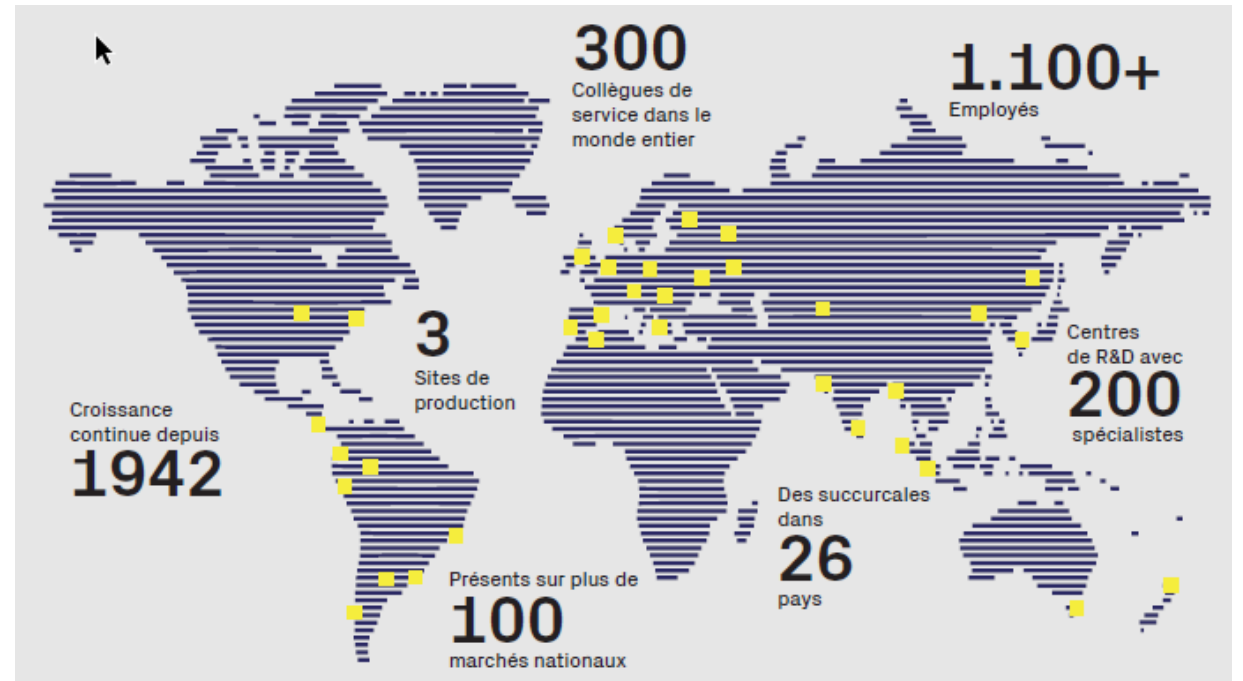 300
Collègues de
service dans le
monde entier
1.100+
Employés
3
Sites de
production
Centres
de R&D avec
200
spécialistes
Croissance
continue depuis
1942
Des succurcales
dans
26
pays
Présents sur plus de
100
marchés nationaux